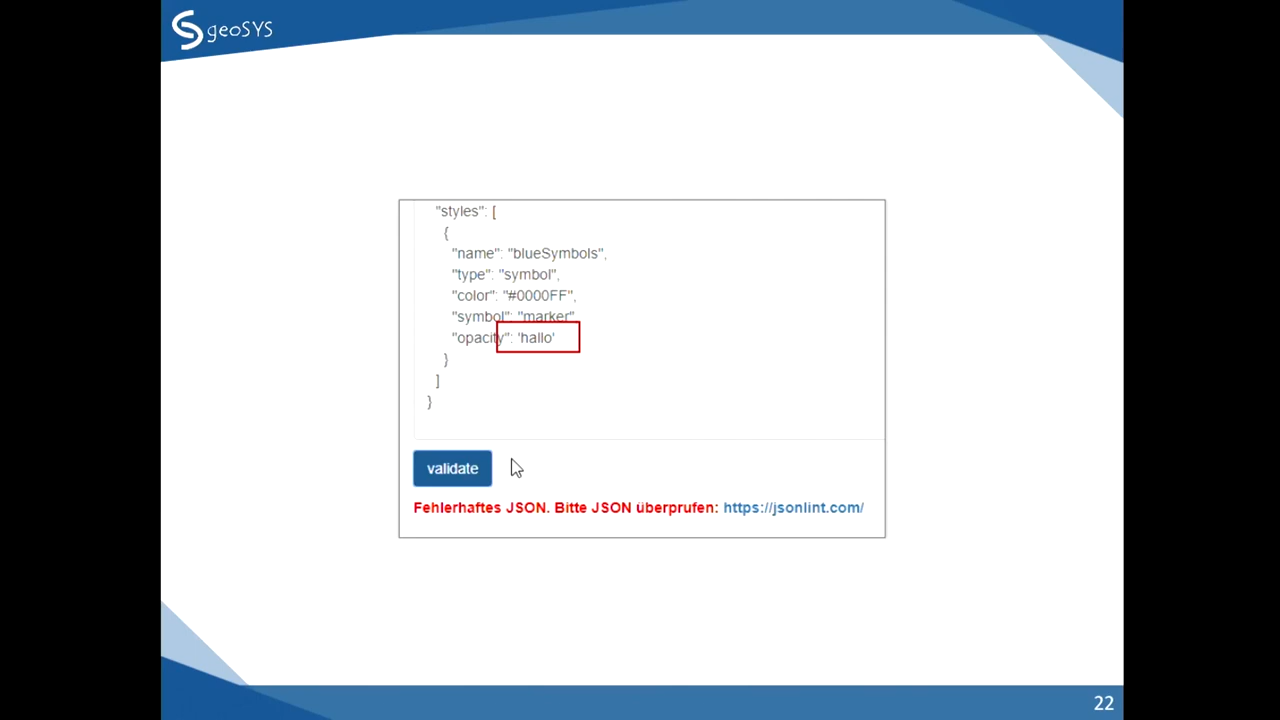 geoSYS
"styles": [
{
"name": "blueSymbols",
"type": "symbol",
"color": "#0000FF",
"symbol": "marker"
"opacity": 'hallo'
}
]
}
validate
Fehlerhaftes JSON. Bitte JSON überprufen: https://jsonlint.com/
22